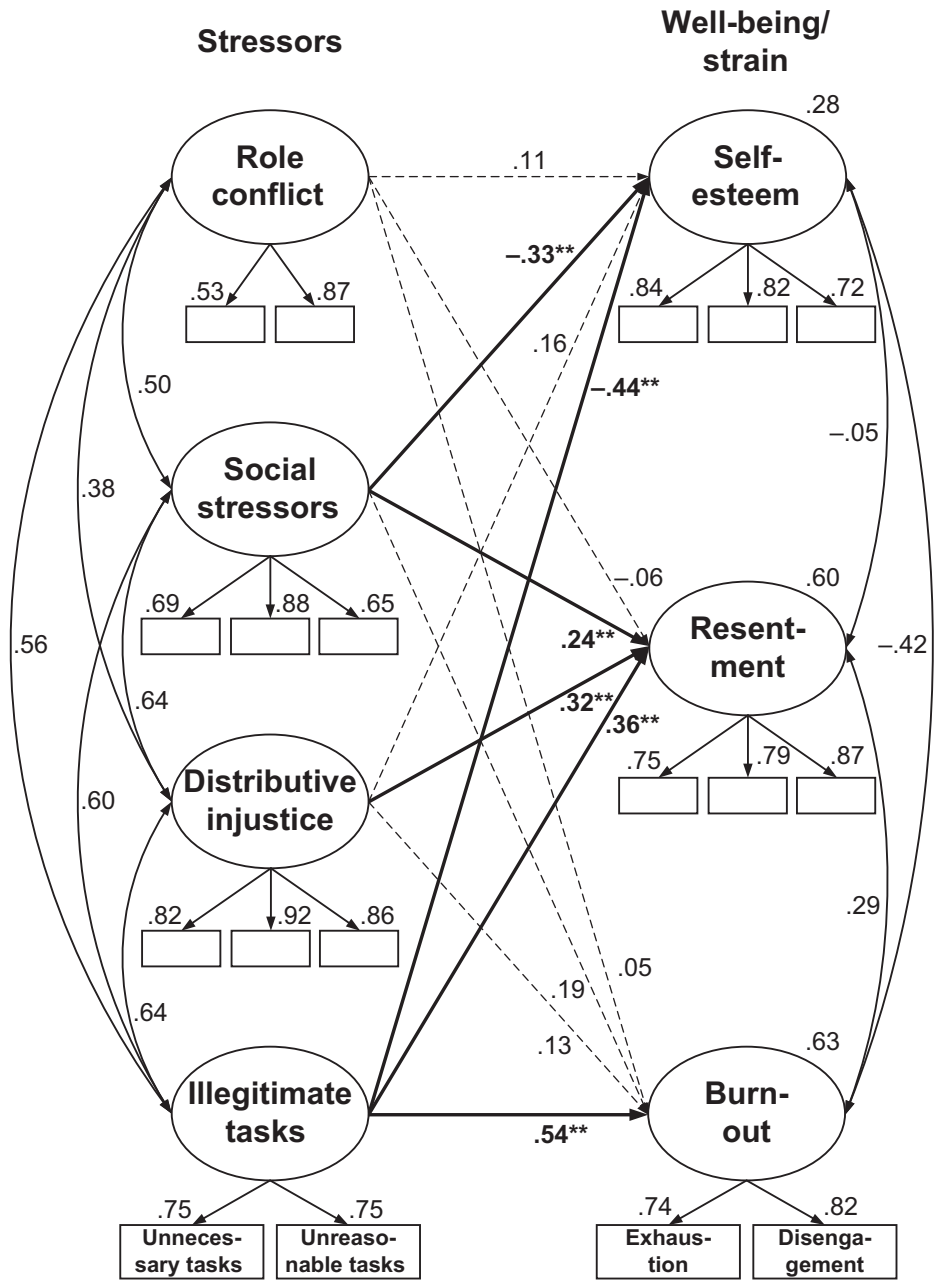 Stressors
Well-being/
strain
.28
Role
conflict
.11
Self-
esteem
–.33**
.53
.87
.84
.82
.72
.16
.50
–.44**
–.05
Social
stressors
.38
–.06
.60
.69
.88
.65
.56
.24**
Resent-
ment
–.42
.64
.32**
.36**
.75
.79
.87
Distributive
injustice
.60
.82
.92
.86
.29
.05
.19
.64
.13
.63
Illegitimate
tasks
Burn-
out
.54**
.75
.75
.74
.82
Unneces-
sary tasks
Unreaso-
nable tasks
Exhaus-
tion
Disenga-
gement